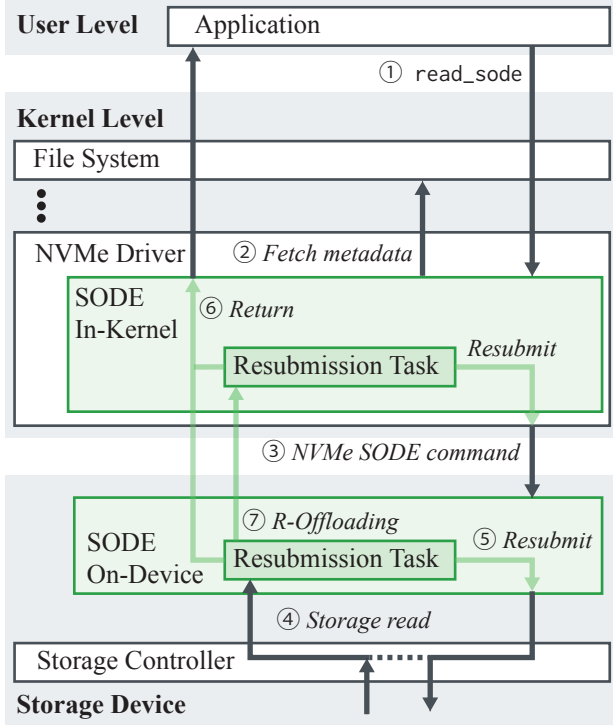 User Level
Application
① read_sode
Kernel Level
File System
NVMe Driver
② Fetch metadata
SODE
In-Kernel
⑥ Return
Resubmission Task
Resubmit
③ NVMe SODE command
⑦ R-Offloading
SODE
On-Device
Resubmission Task
⑤ Resubmit
④ Storage read
Storage Controller
Storage Device